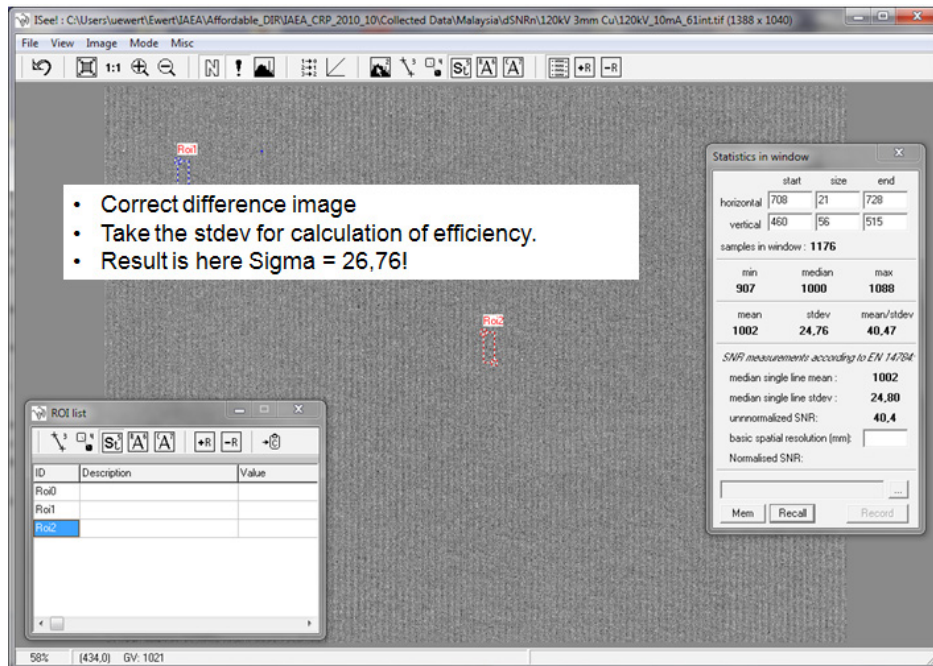 ISee! : C:\Users\uewert\Ewert\IAEA\Affordable_DIR\IAEA_CRP_2010_10\Collected Data\Malaysia\dSNRn\120kV 3mm Cu\120kV_10mA_61int.tif (1388 x 1040)
File View Image Mode Misc
1:1
Roi1
• Correct difference image
• Take the stdev for calculation of efficiency.
• Result is here Sigma = 26,76!
Roi2
Statistics in window
start size end
horizontal 708 21 728
vertical 460 56 515
samples in window : 1176
min median max
907 1000 1088
mean stdev mean/stdev
1002 24,76 40,47
SNR measurements according to EN 14784:
median single line mean : 1002
median single line stdev : 24,80
unnnormalized SNR: 40,4
basic spatial resolution (mm):
Normalised SNR:
...
Mem Recall Record
ROI list
+R -R
ID Description Value
Roi0
Roi1
Roi2
58% (434,0) GV: 1021